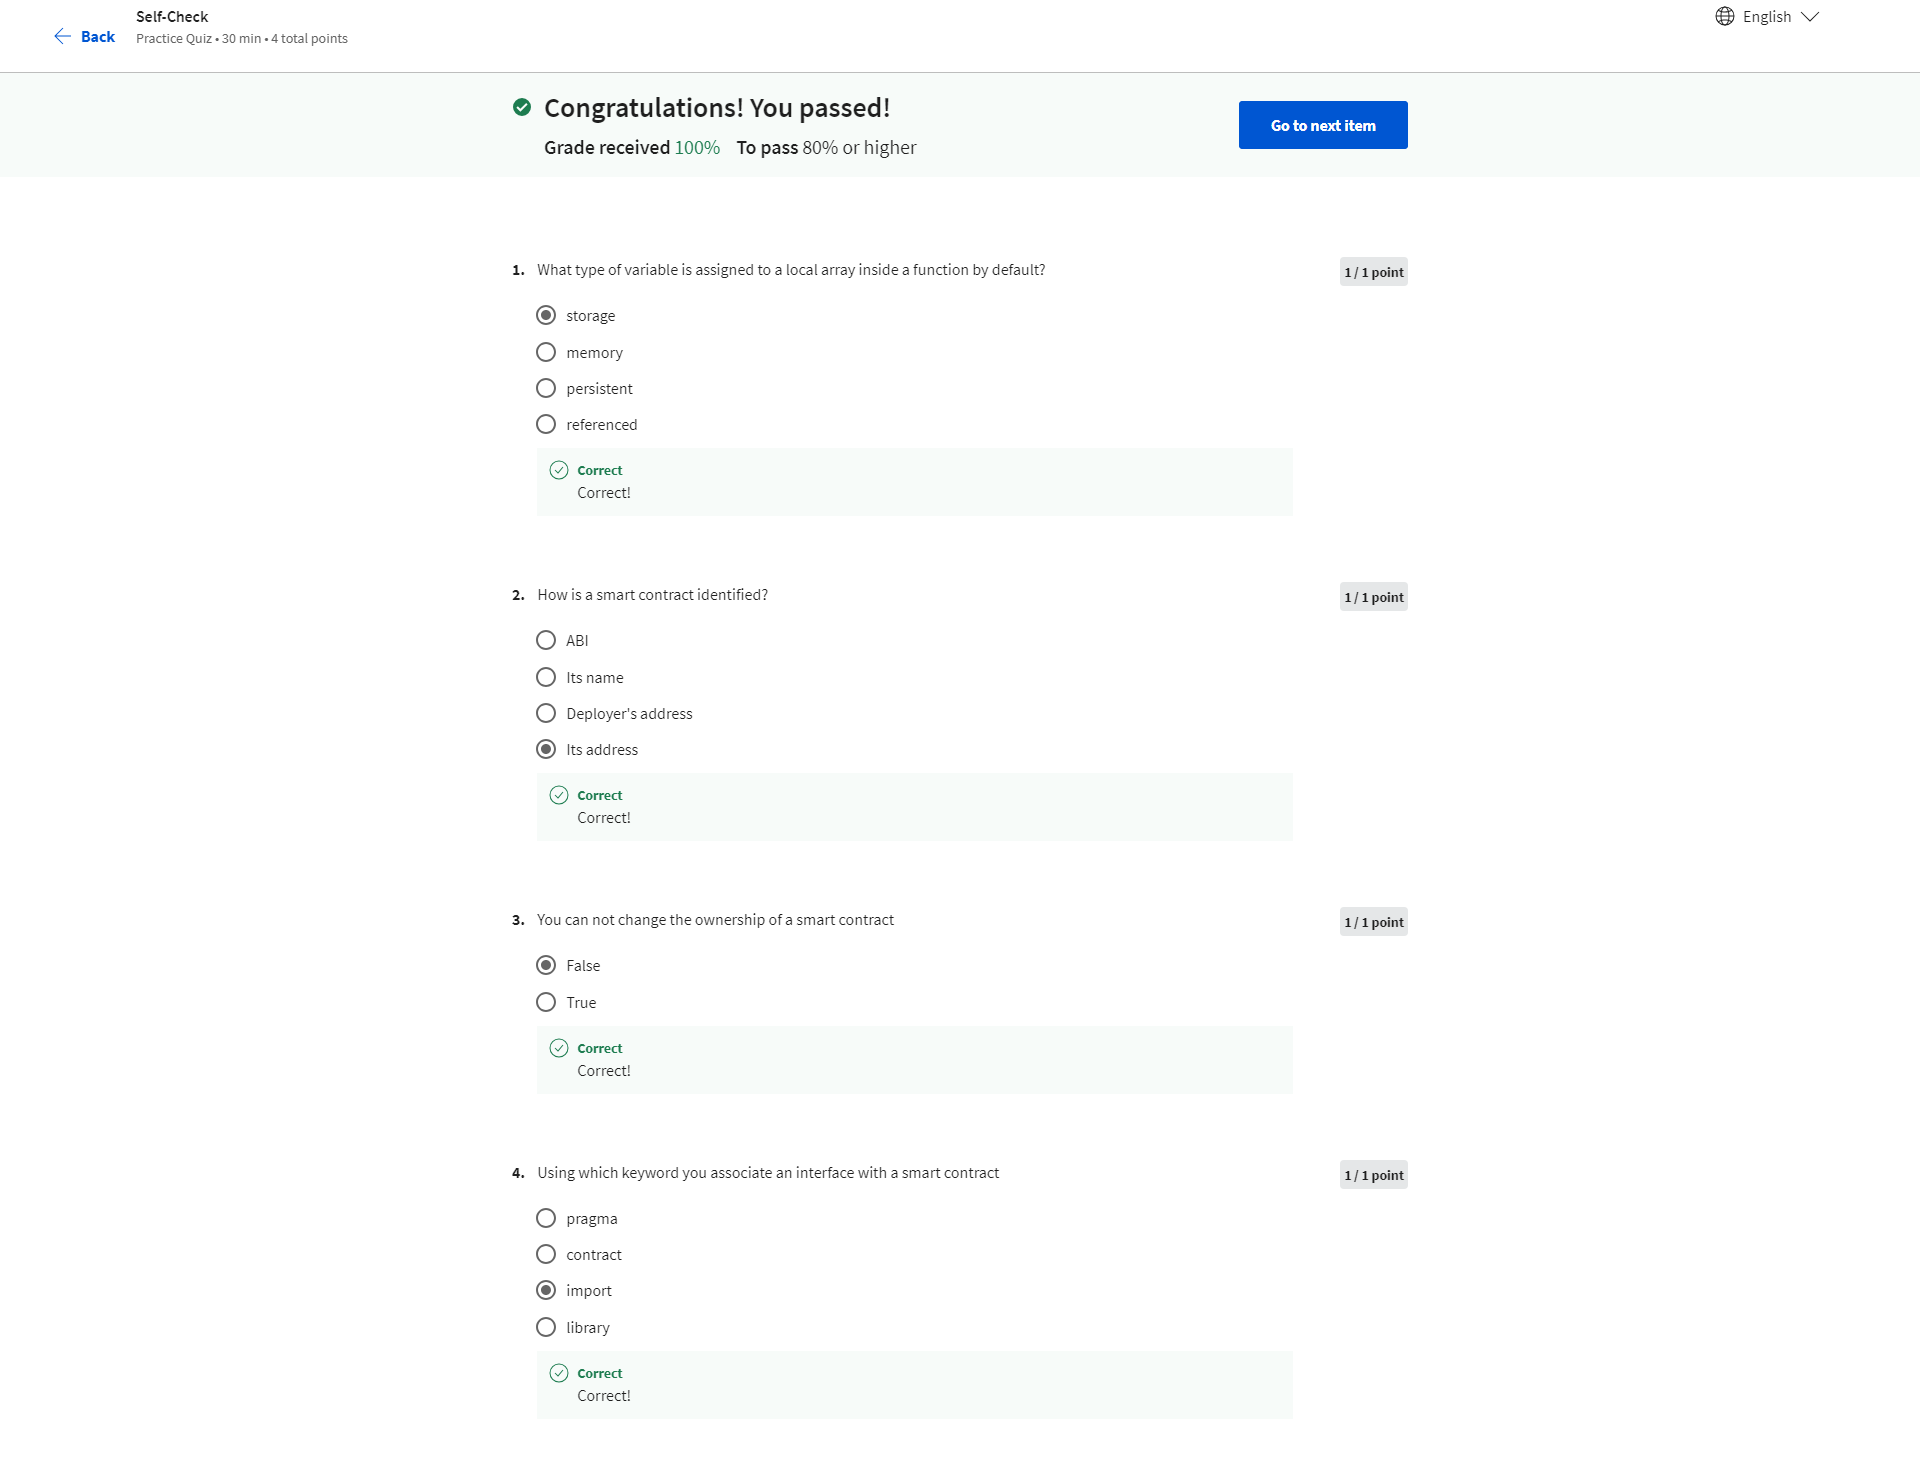 Back
Self-Check
Practice Quiz • 30 min • 4 total points
English
Congratulations! You passed!
Grade received 100% To pass 80% or higher
Go to next item
1. What type of variable is assigned to a local array inside a function by default?
1 / 1 point
storage
memory
persistent
referenced
Correct
Correct!
2. How is a smart contract identified?
1 / 1 point
ABI
Its name
Deployer's address
Its address
Correct
Correct!
3. You can not change the ownership of a smart contract
1 / 1 point
False
True
Correct
Correct!
4. Using which keyword you associate an interface with a smart contract
1 / 1 point
pragma
contract
import
library
Correct
Correct!